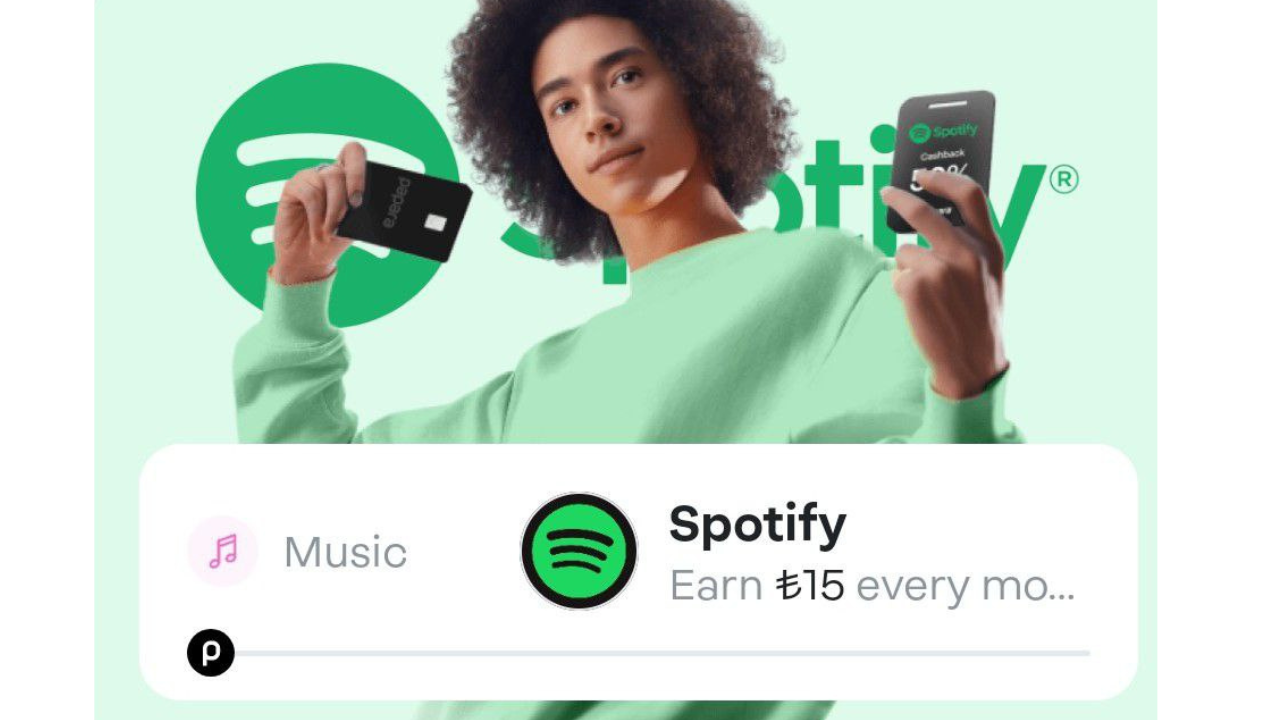 Spotify®
papara
Spotify
Cashback
Music
Spotify
Earn ₺15 every mo...